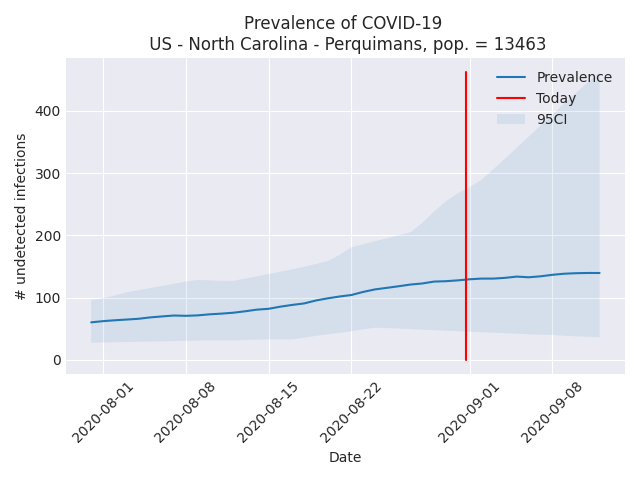 Prevalence of COVID-19
US - North Carolina - Perquimans, pop. = 13463
Prevalence
Today
95CI
400
300
200
100
0
# undetected infections
2020-08-01
2020-08-08
2020-08-15
2020-08-22
2020-09-01
2020-09-08
Date